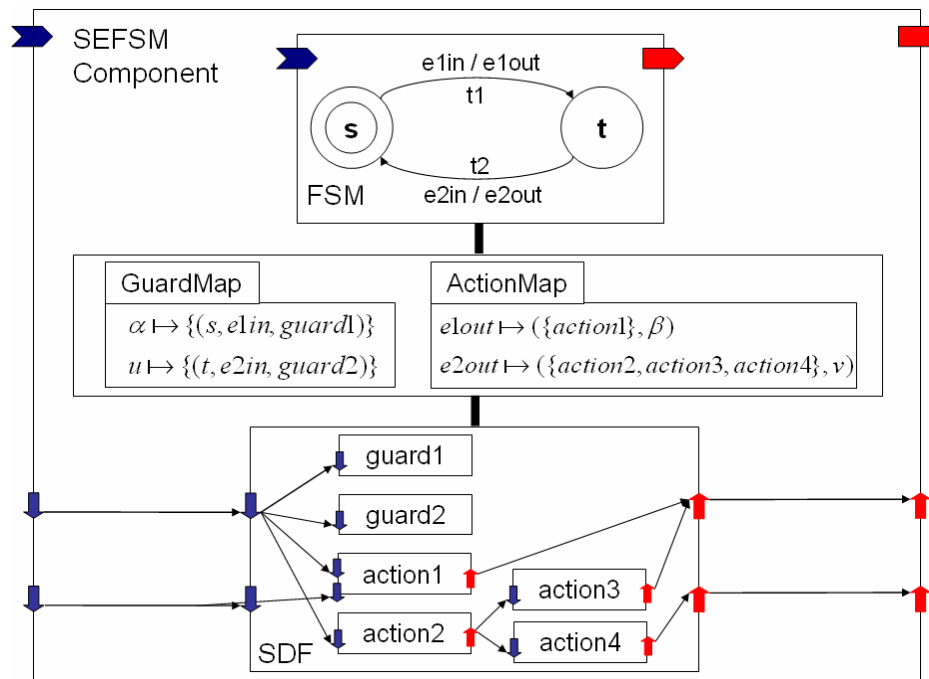 SEFSM
Component
e1in / e1out
t1
s
t
t2
e2in / e2out
FSM
GuardMap
α ↦ {(s, e1in, guard1)}
u ↦ {(t, e2in, guard2)}
ActionMap
e1out ↦ ({action1}, β)
e2out ↦ ({action2, action3, action4}, v)
guard1
guard2
action1
action3
action2
action4
SDF